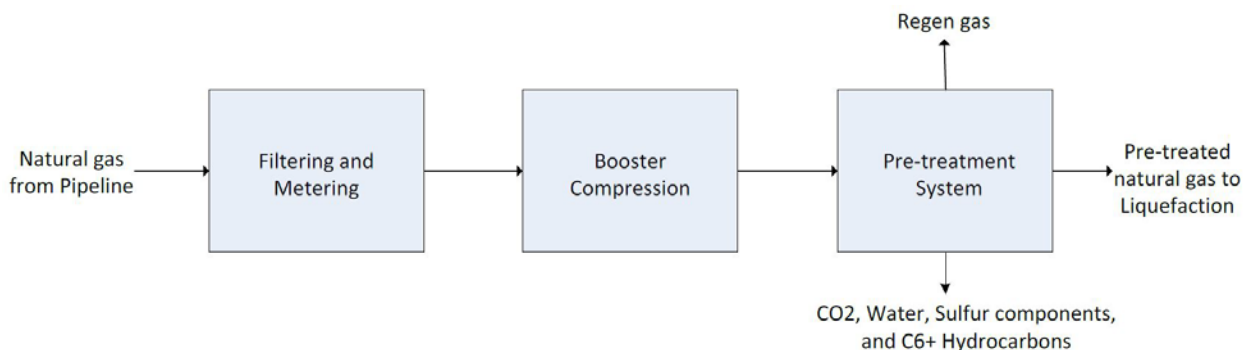 Regen gas
Natural gas
from Pipeline
Filtering and
Metering
Booster
Compression
Pre-treatment
System
Pre-treated
natural gas to
Liquefaction
CO2, Water, Sulfur components,
and C6+ Hydrocarbons